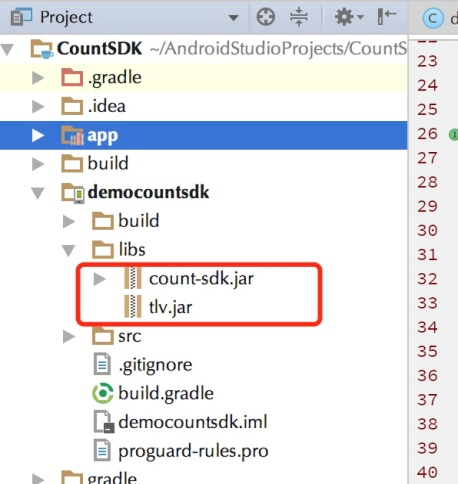 Project
CountSDK ~/AndroidStudioProjects/CountS
.gradle
.idea
app
build
democountsdk
build
libs
count-sdk.jar
tlv.jar
src
.gitignore
build.gradle
democountsdk.iml
proguard-rules.pro
gradle
C d
23
24
25
26
27
28
29
30
31
32
33
34
35
36
37
38
39
40